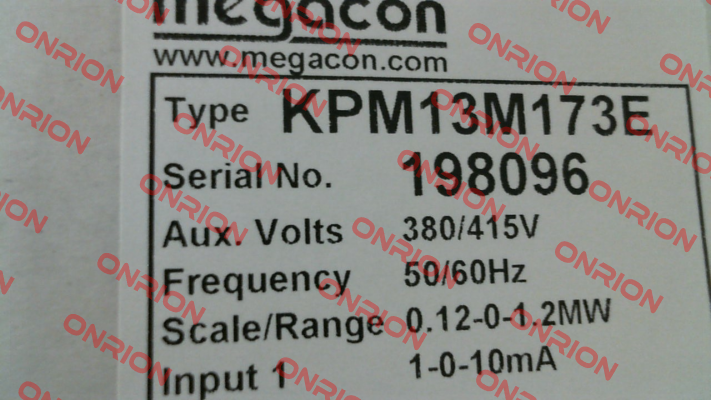 megacon
www.megacon.com
Type KPM13M173E
Serial No. 198096
Aux. Volts 380/415V
Frequency 50/60Hz
Scale/Range 0.12-0-1.2MW
Input 1 1-0-10mA
ONRION